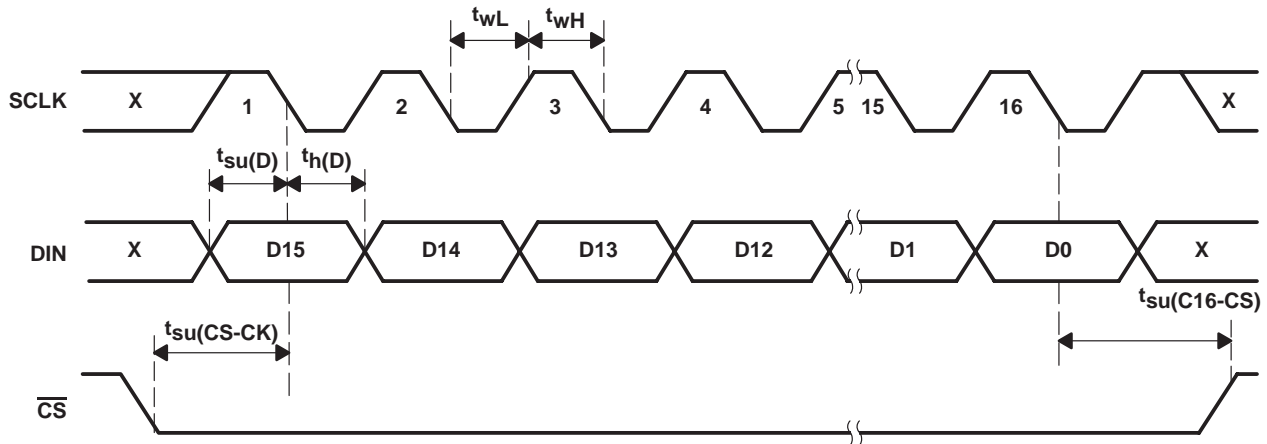 twL twH
SCLK X 1 2 3 4 5 15 16 X
tsu(D) th(D)
DIN X D15 D14 D13 D12 D1 D0 X
tsu(CS-CK) tsu(C16-CS)
CS